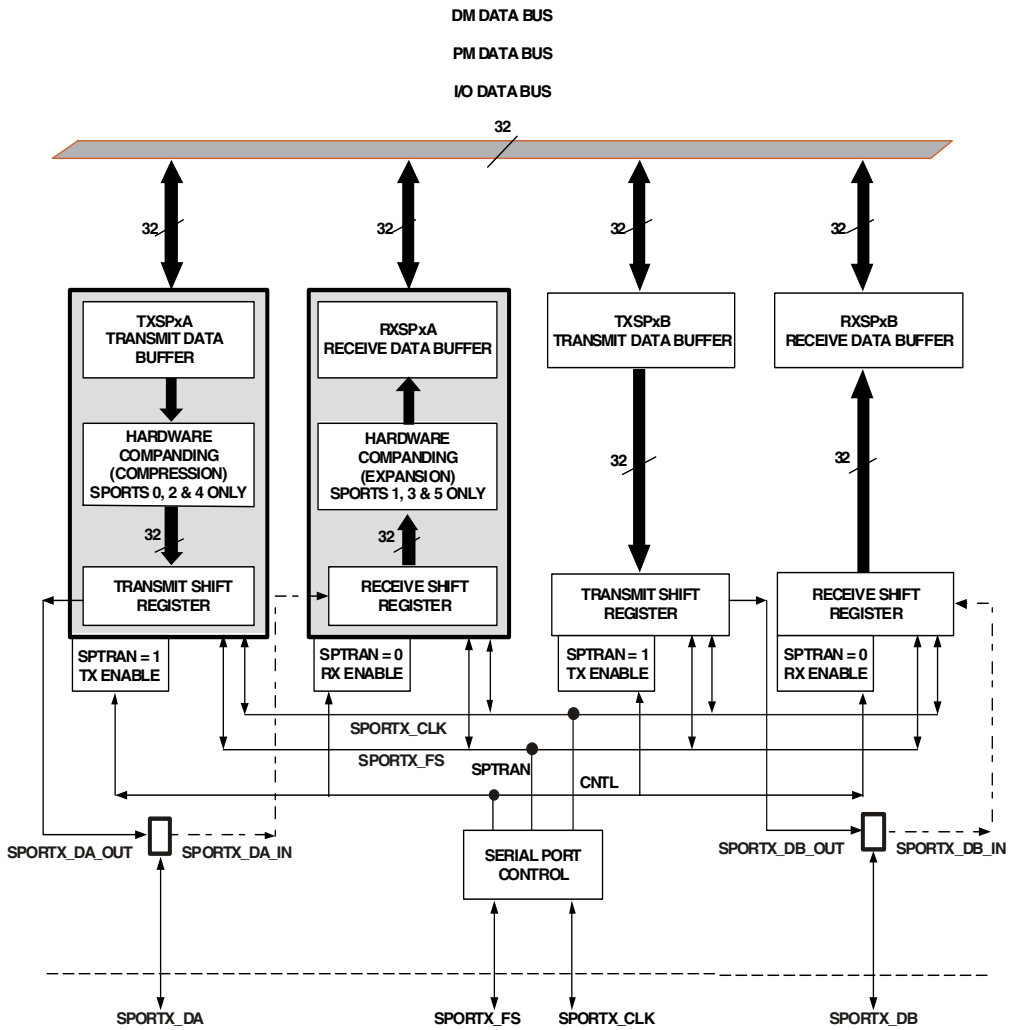 DM DATA BUS
PM DATA BUS
I/O DATA BUS
32
32
32
32
32
TXSPxA
TRANSMIT DATA
BUFFER
RXSPxA
RECEIVE DATA BUFFER
TXSPxB
TRANSMIT DATA BUFFER
RXSPxB
RECEIVE DATA BUFFER
HARDWARE
COMPANDING
(COMPRESSION)
SPORTS 0, 2 & 4 ONLY
HARDWARE
COMPANDING
(EXPANSION)
SPORTS 1, 3 & 5 ONLY
32
32
32
32
TRANSMIT SHIFT
REGISTER
RECEIVE SHIFT
REGISTER
TRANSMIT SHIFT
REGISTER
RECEIVE SHIFT
REGISTER
SPTRAN = 1
TX ENABLE
SPTRAN = 0
RX ENABLE
SPTRAN = 1
TX ENABLE
SPTRAN = 0
RX ENABLE
SPORTX_CLK
SPORTX_FS
SPTRAN
CNTL
SPORTX_DA_OUT
SPORTX_DA_IN
SERIAL PORT
CONTROL
SPORTX_DB_OUT
SPORTX_DB_IN
SPORTX_DA
SPORTX_FS
SPORTX_CLK
SPORTX_DB